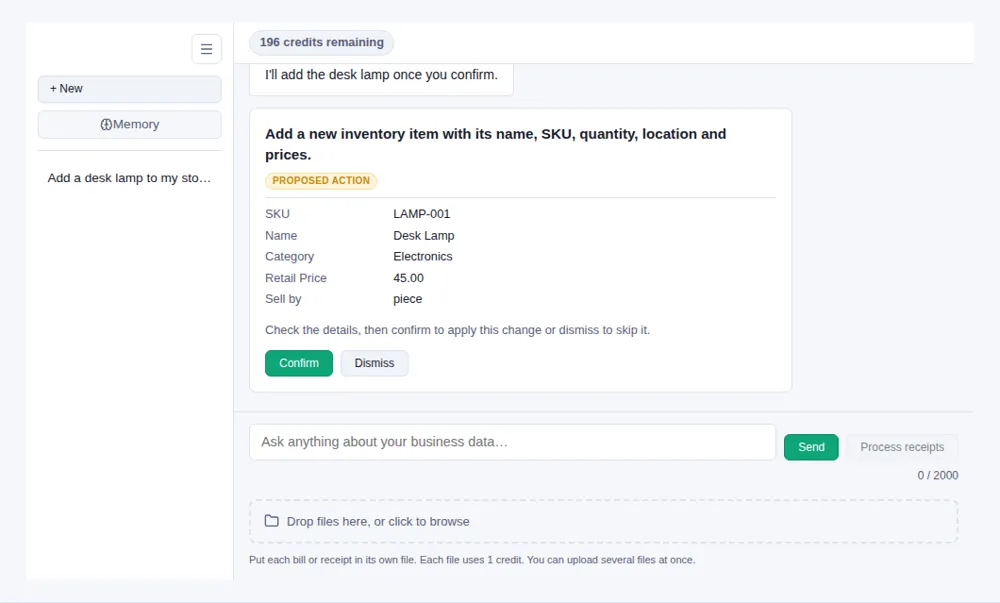 196 credits remaining
+ New
Memory
Add a desk lamp to my sto…
I'll add the desk lamp once you confirm.
Add a new inventory item with its name, SKU, quantity, location and
prices.
PROPOSED ACTION
SKU LAMP-001
Name Desk Lamp
Category Electronics
Retail Price 45.00
Sell by piece
Check the details, then confirm to apply this change or dismiss to skip it.
Confirm Dismiss
Ask anything about your business data…
Send Process receipts
0 / 2000
Drop files here, or click to browse
Put each bill or receipt in its own file. Each file uses 1 credit. You can upload several files at once.